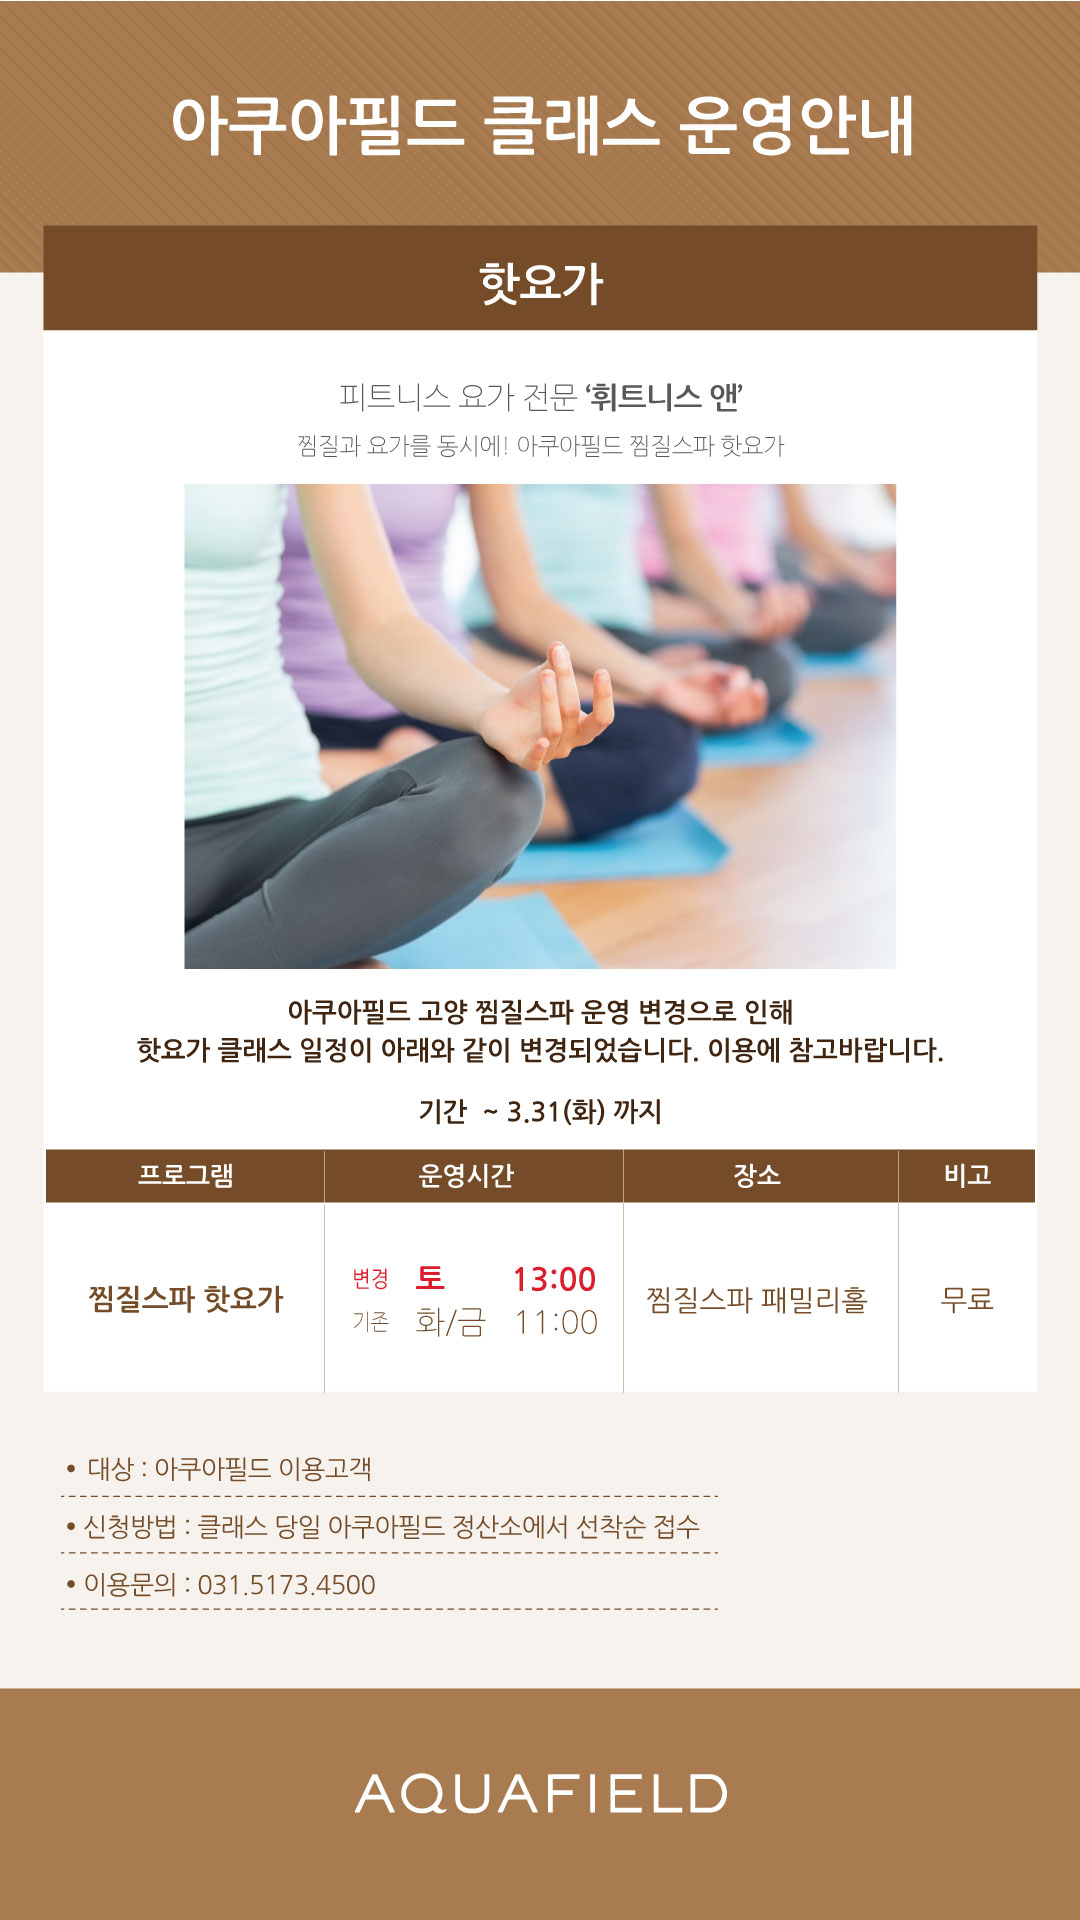 아쿠아필드 클래스 운영안내
핫요가
피트니스 요가 전문 ‘휘트니스 앤’
찜질과 요가를 동시에! 아쿠아필드 찜질스파 핫요가
아쿠아필드 고양 찜질스파 운영 변경으로 인해
핫요가 클래스 일정이 아래와 같이 변경되었습니다. 이용에 참고바랍니다.
기간 ~ 3.31(화) 까지
프로그램 운영시간 장소 비고
변경 토 13:00
찜질스파 핫요가 찜질스파 패밀리홀 무료
기존 화/금 11:00
• 대상 : 아쿠아필드 이용고객
• 신청방법 : 클래스 당일 아쿠아필드 정산소에서 선착순 접수
• 이용문의 : 031.5173.4500
AQUAFIELD